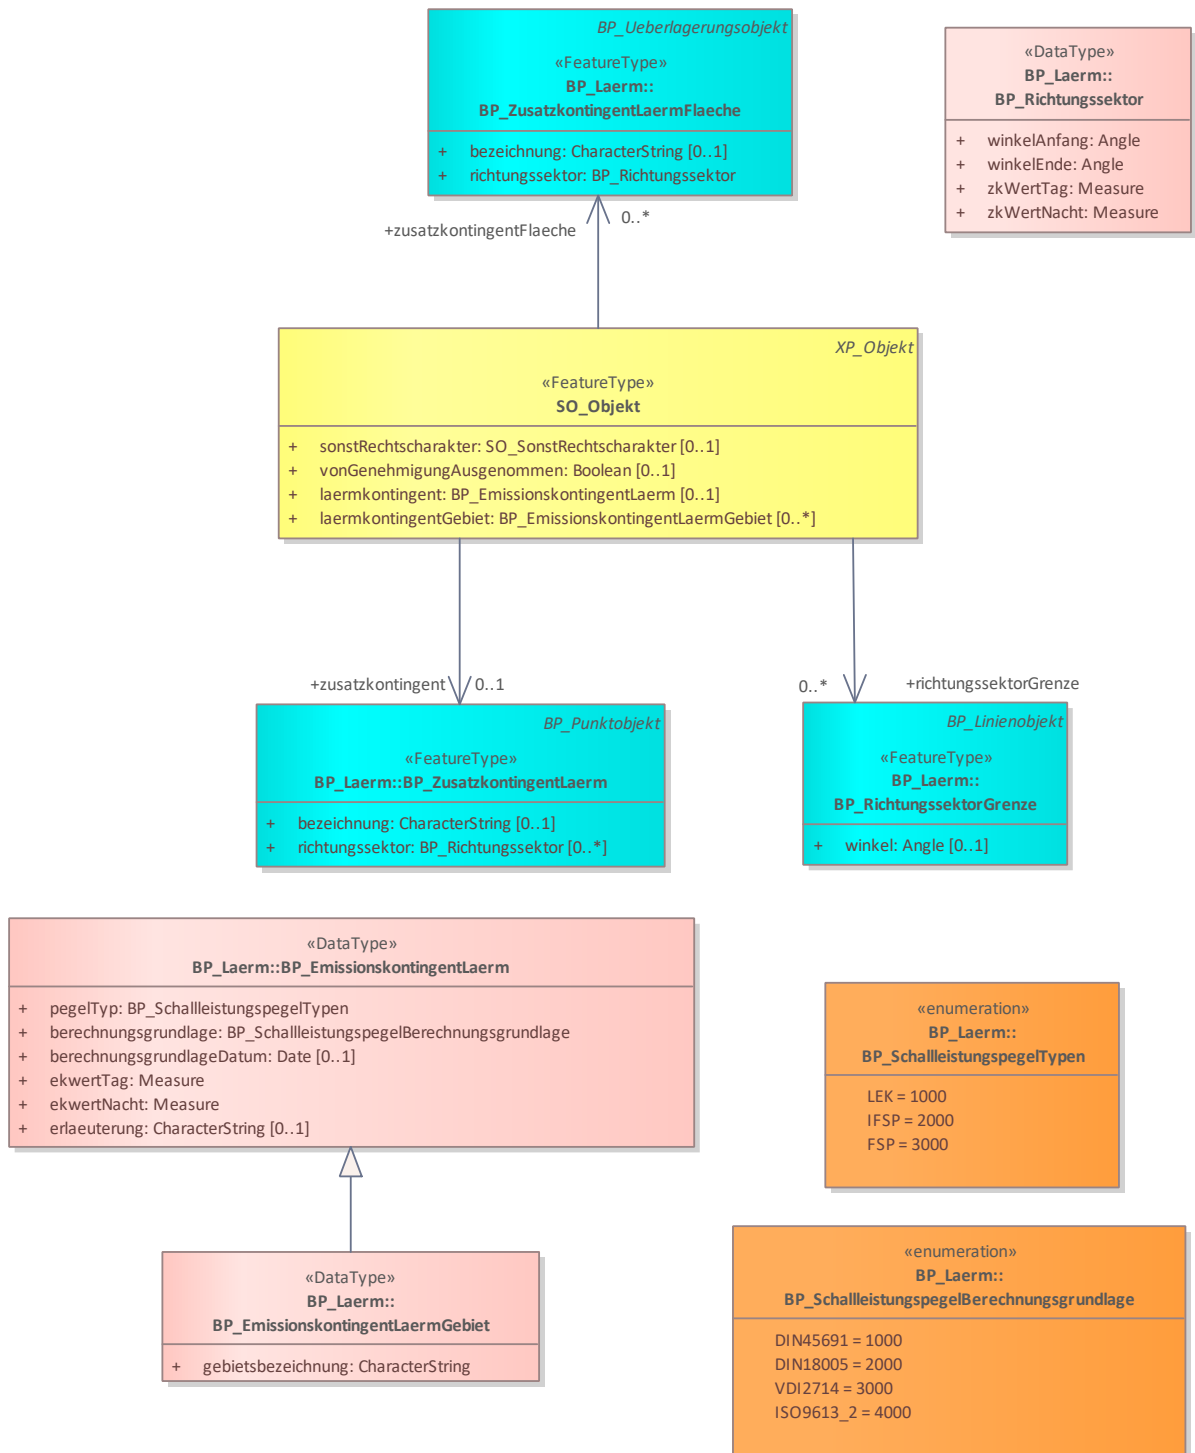 BP_Ueberlagerungsobjekt
«FeatureType»
BP_Laerm::
BP_ZusatzkontingentLaermFlaeche
+ bezeichnung: CharacterString [0..1]
+ richtungssektor: BP_Richtungssektor
«DataType»
BP_Laerm::
BP_Richtungssektor
+ winkelAnfang: Angle
+ winkelEnde: Angle
+ zkWertTag: Measure
+ zkWertNacht: Measure
+zusatzkontingentFlaeche 0..*
XP_Objekt
«FeatureType»
SO_Objekt
+ sonstRechtscharakter: SO_SonstRechtscharakter [0..1]
+ vonGenehmigungAusgenommen: Boolean [0..1]
+ laermkontingent: BP_EmissionskontingentLaerm [0..1]
+ laermkontingentGebiet: BP_EmissionskontingentLaermGebiet [0..*]
+zusatzkontingent 0..1
0..* +richtungssektorGrenze
BP_Punktobjekt
«FeatureType»
BP_Laerm::BP_ZusatzkontingentLaerm
+ bezeichnung: CharacterString [0..1]
+ richtungssektor: BP_Richtungssektor [0..*]
BP_Linienobjekt
«FeatureType»
BP_Laerm::
BP_RichtungssektorGrenze
+ winkel: Angle [0..1]
«DataType»
BP_Laerm::BP_EmissionskontingentLaerm
+ pegelTyp: BP_SchallleistungspegelTypen
+ berechnungsgrundlage: BP_SchallleistungspegelBerechnungsgrundlage
+ berechnungsgrundlageDatum: Date [0..1]
+ ekwertTag: Measure
+ ekwertNacht: Measure
+ erlaeuterung: CharacterString [0..1]
«enumeration»
BP_Laerm::
BP_SchallleistungspegelTypen
LEK = 1000
IFSP = 2000
FSP = 3000
«DataType»
BP_Laerm::
BP_EmissionskontingentLaermGebiet
+ gebietsbezeichnung: CharacterString
«enumeration»
BP_Laerm::
BP_SchallleistungspegelBerechnungsgrundlage
DIN45691 = 1000
DIN18005 = 2000
VDI2714 = 3000
ISO9613_2 = 4000